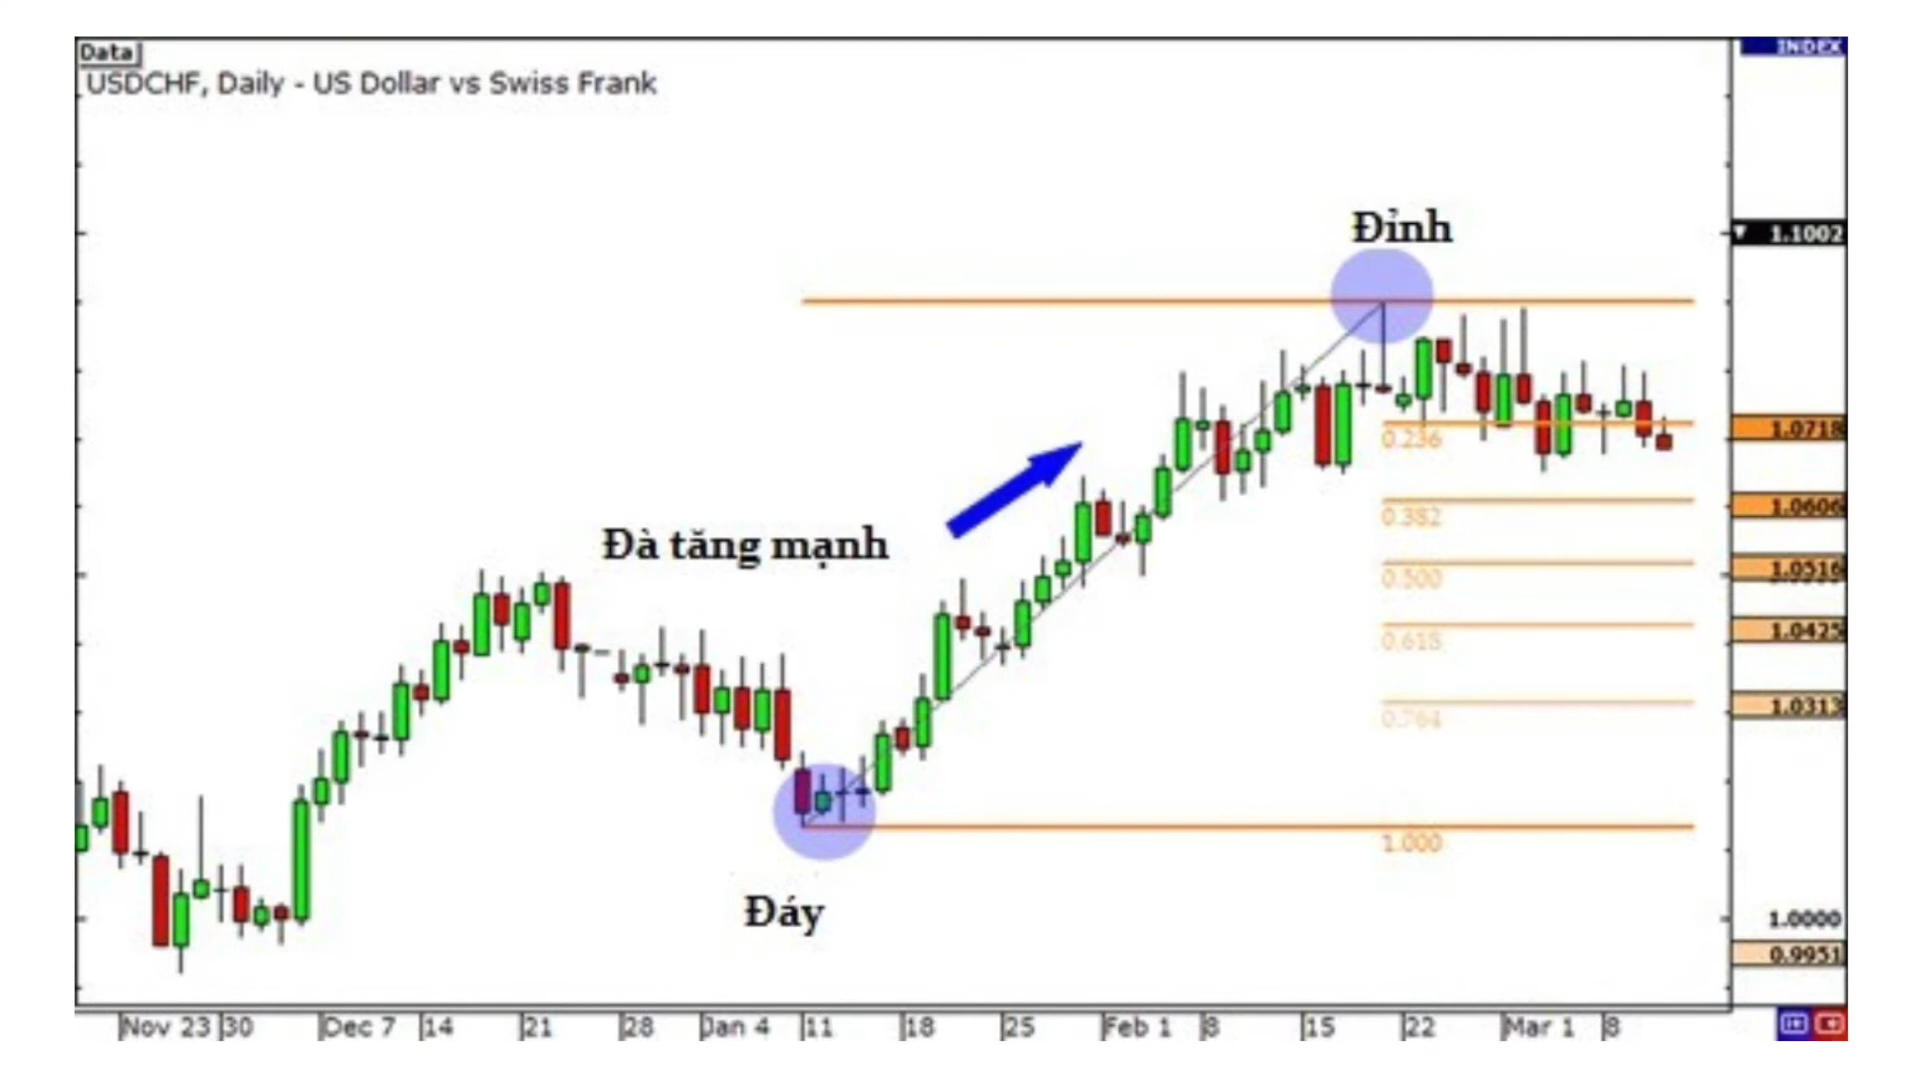 Data
INDEX
USDCHF, Daily - US Dollar vs Swiss Frank
Đỉnh
1.1002
0.236
1.0718
0.382
1.0606
Đà tăng mạnh
0.500
1.0516
0.618
1.0425
0.764
1.0313
1.000
Đáy
1.0000
0.9951
Nov 23 30 Dec 7 14 21 28 Jan 4 11 18 25 Feb 1 8 15 22 Mar 1 8